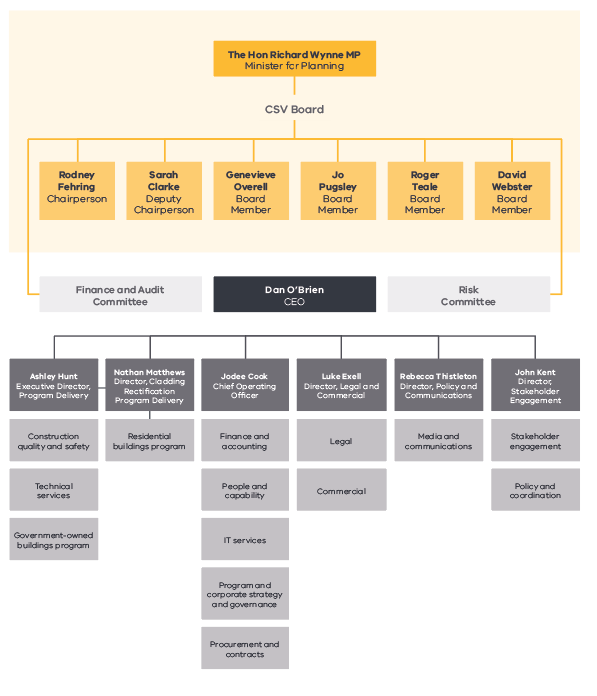 The Hon Richard Wynne MP
Minister for Planning
CSV Board
Rodney
Fehring
Chairperson
Sarah
Clarke
Deputy
Chairperson
Genevieve
Overell
Board
Member
Jo
Pugsley
Board
Member
Roger
Teale
Board
Member
David
Webster
Board
Member
Finance and Audit
Committee
Dan O'Brien
CEO
Risk
Committee
Ashley Hunt
Executive Director,
Program Delivery
Nathan Matthews
Director, Cladding
Rectification
Program Delivery
Jodee Cook
Chief Operating
Officer
Luke Exell
Director, Legal and
Commercial
Rebecca Thistleton
Director, Policy and
Communications
John Kent
Director,
Stakeholder
Engagement
Construction
quality and safety
Technical
services
Government-owned
buildings program
Residential
buildings program
Finance and
accounting
People and
capability
IT services
Program and
corporate strategy
and governance
Procurement and
contracts
Legal
Commercial
Media and
communications
Stakeholder
engagement
Policy and
coordination